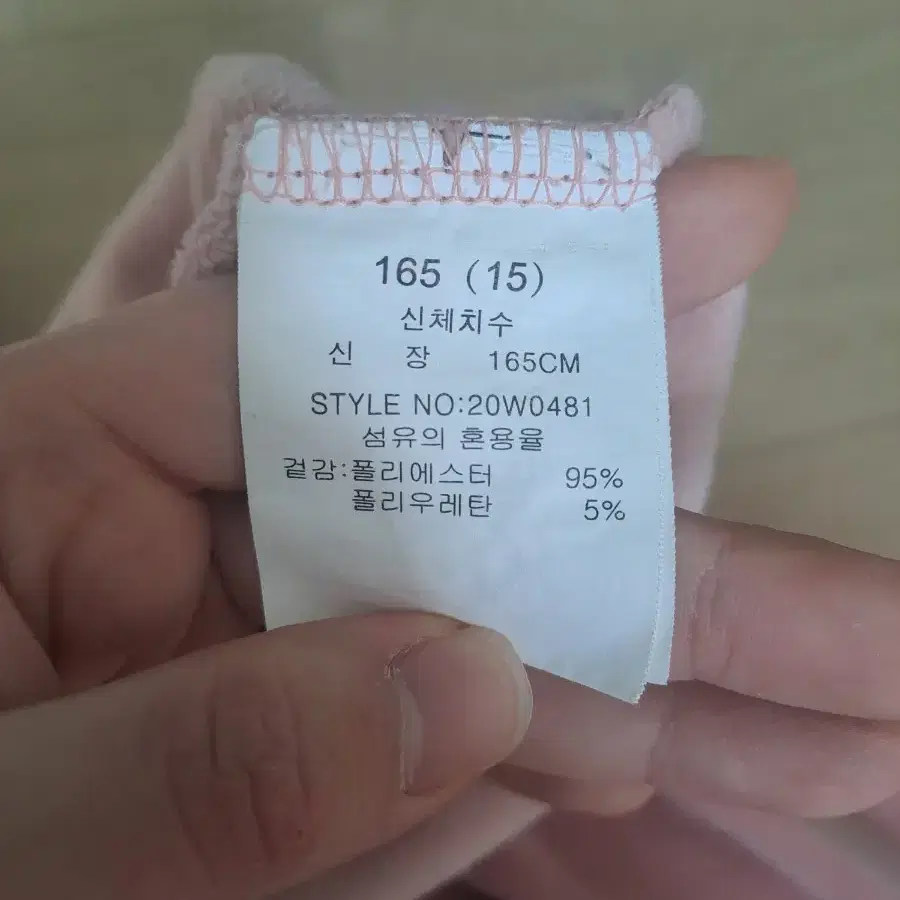 165 (15)
신체치수
신 장 165CM
STYLE NO:20W0481
섬유의 혼용율
겉감:폴리에스터 95%
폴리우레탄 5%